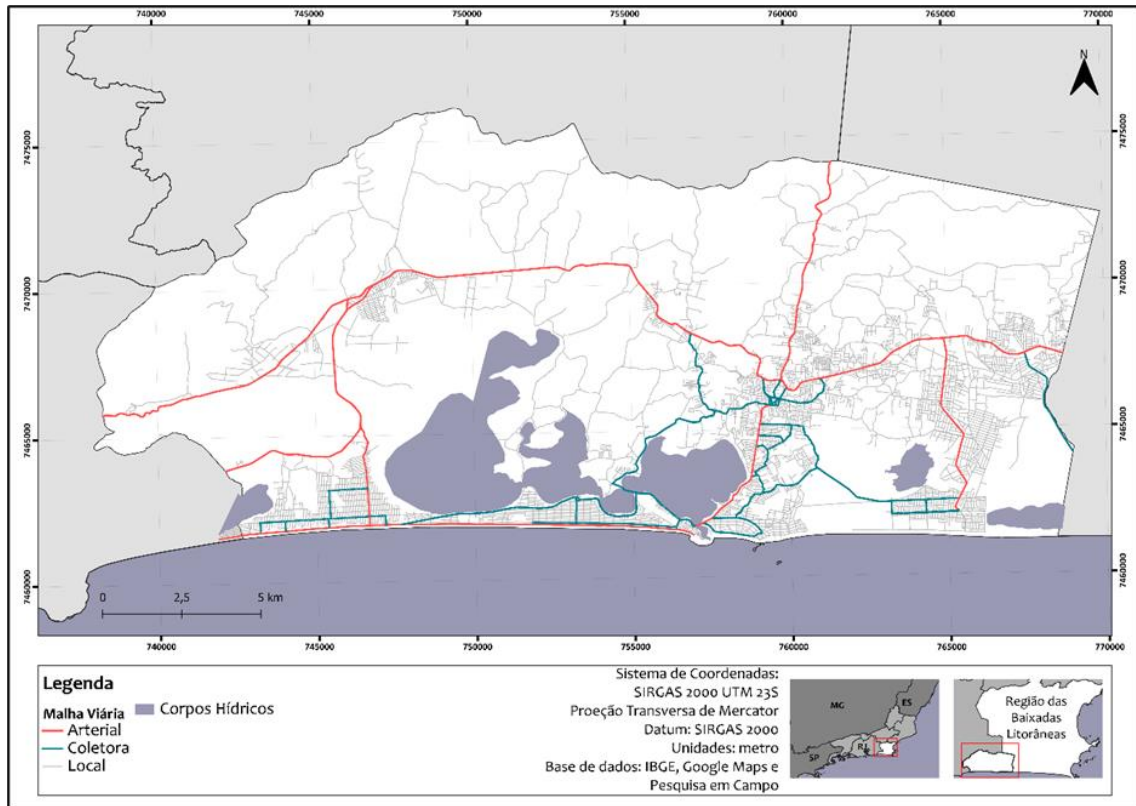 740000 745000 750000 755000 760000 765000 770000
N
7475000 7475000
7470000 7470000
7465000 7465000
7460000 7460000
0 2,5 5 km
740000 745000 750000 755000 760000 765000 770000
Legenda
Malha Viária
Arterial
Coletora
Local
Corpos Hídricos
Sistema de Coordenadas:
SIRGAS 2000 UTM 23S
Proeção Transversa de Mercator
Datum: SIRGAS 2000
Unidades: metro
Base de dados: IBGE, Google Maps e
Pesquisa em Campo
MG
ES
RJ
SP
Região das
Baixadas
Litorâneas